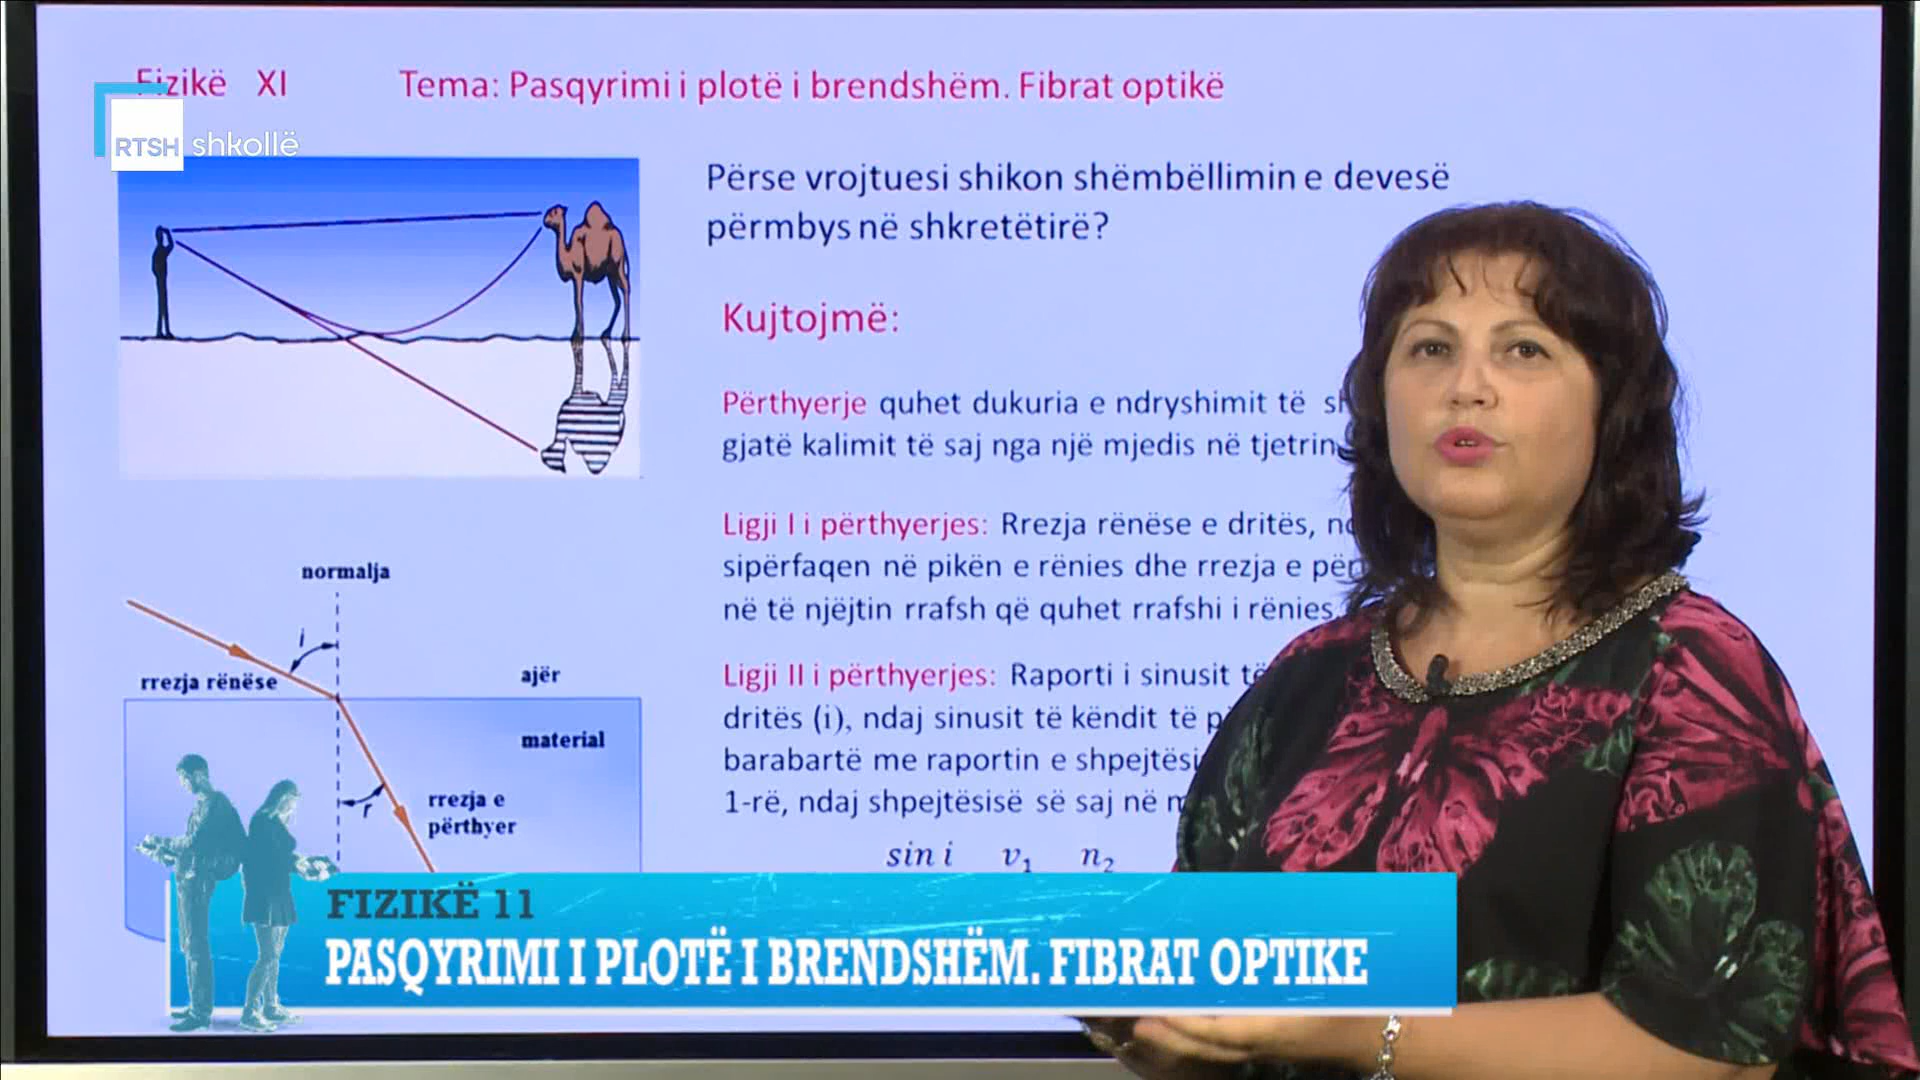 Fizikë XI
Tema: Pasqyrimi i plotë i brendshëm. Fibrat optikë
RTSH shkollë
Përse vrojtuesi shikon shëmbëllimin e devesë
përmbys në shkretëtirë?
Kujtojmë:
Përthyerje quhet dukuria e ndryshimit të
gjatë kalimit të saj nga një mjedis në tjetrin
Ligji I i përthyerjes: Rrezja rënëse e dritës,
sipërfaqen në pikën e rënies dhe rrezja e
në të njëjtin rrafsh që quhet rrafshi i rënies.
Ligji II i përthyerjes: Raporti i sinusit të
dritës (i), ndaj sinusit të këndit të
barabartë me raportin e
1-rë, ndaj shpejtësisë së saj në
sin i v₁ n₂
normalja
i
rrezja rënëse
ajër
material
r
rrezja e
përthyer
FIZIKË 11
PASQYRIMI I PLOTË I BRENDSHËM. FIBRAT OPTIKE